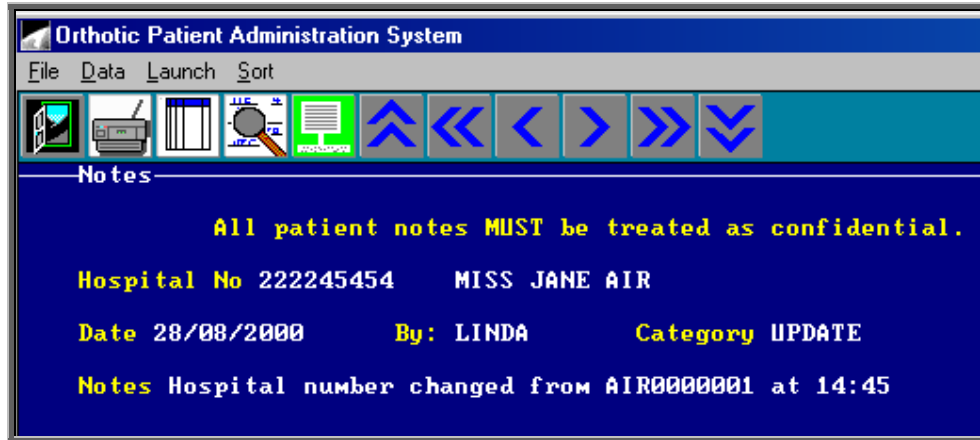 Orthotic Patient Administration System
File Data Launch Sort
Notes
All patient notes MUST be treated as confidential.
Hospital No 222245454 MISS JANE AIR
Date 28/08/2000 By: LINDA Category UPDATE
Notes Hospital number changed from AIR0000001 at 14:45